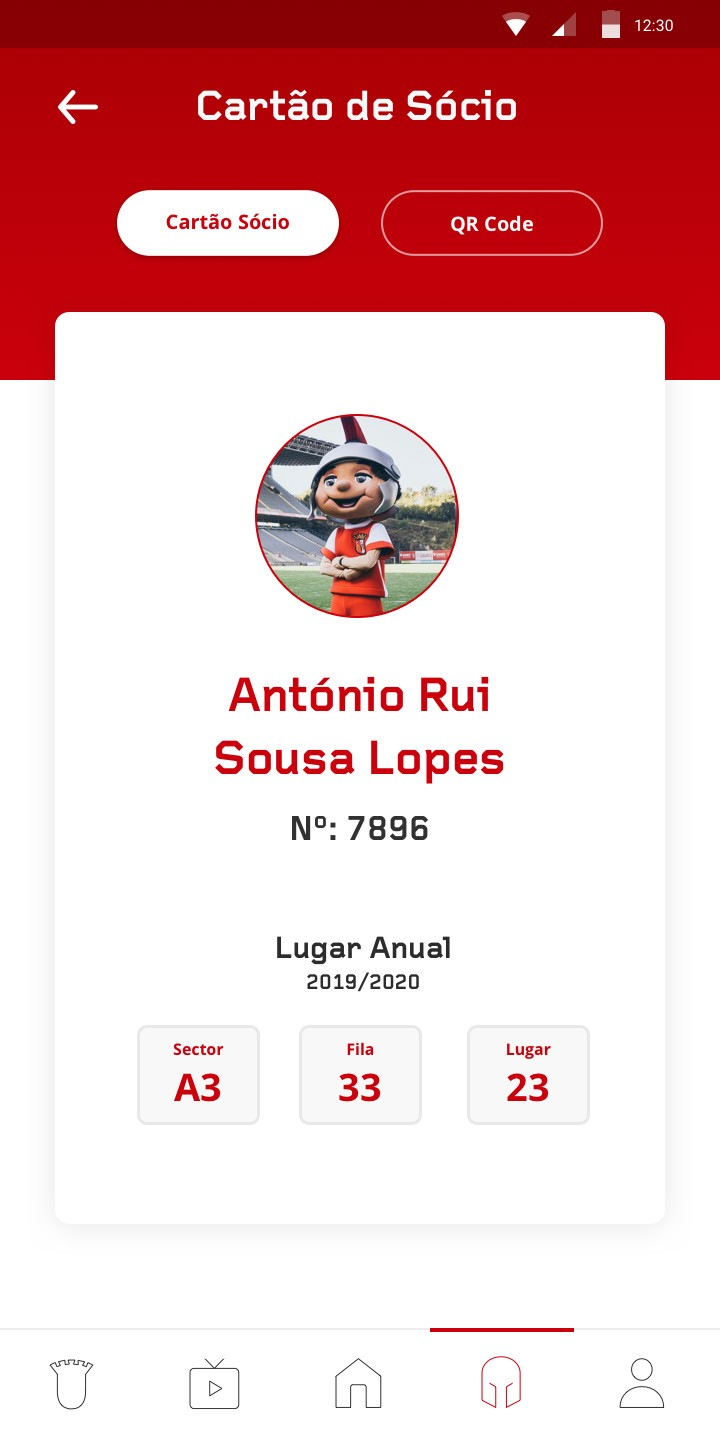 12:30
Cartão de Sócio
Cartão Sócio
QR Code
António Rui
Sousa Lopes
Nº: 7896
Lugar Anual
2019/2020
Sector Fila Lugar
A3 33 23